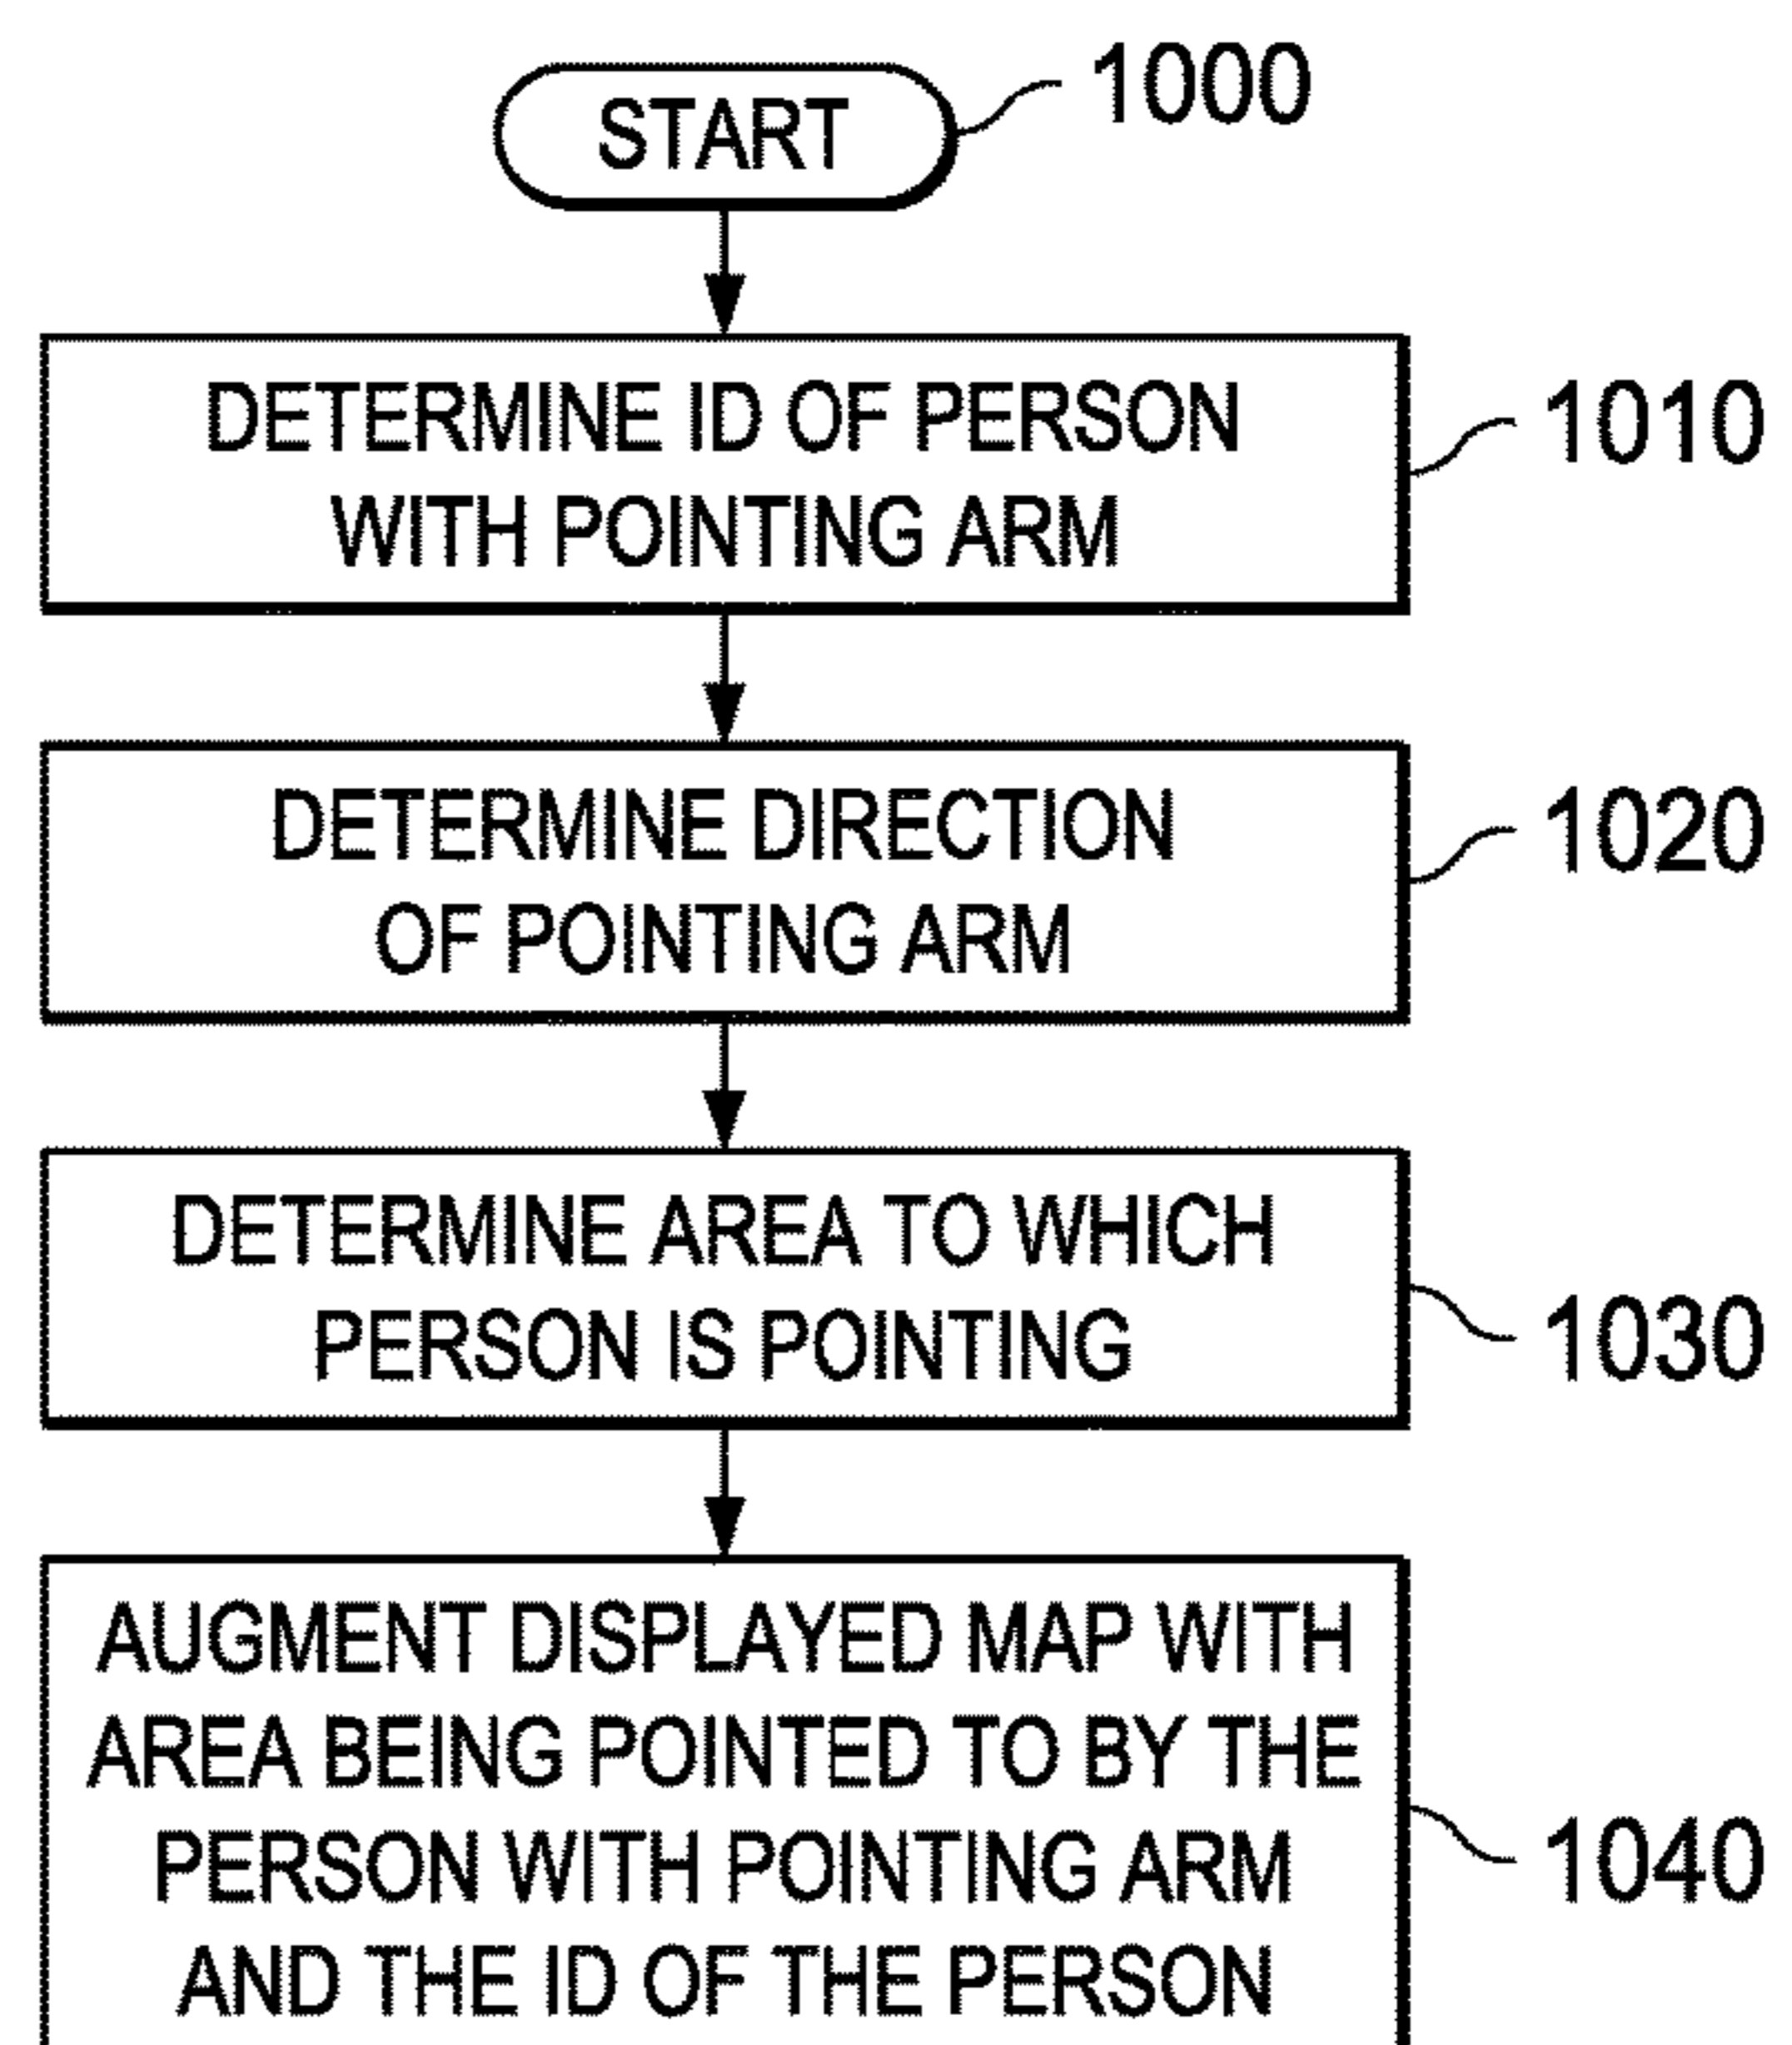 START
1000
DETERMINE ID OF PERSON
WITH POINTING ARM
1010
DETERMINE DIRECTION
OF POINTING ARM
1020
DETERMINE AREA TO WHICH
PERSON IS POINTING
1030
AUGMENT DISPLAYED MAP WITH
AREA BEING POINTED TO BY THE
PERSON WITH POINTING ARM
AND THE ID OF THE PERSON
1040